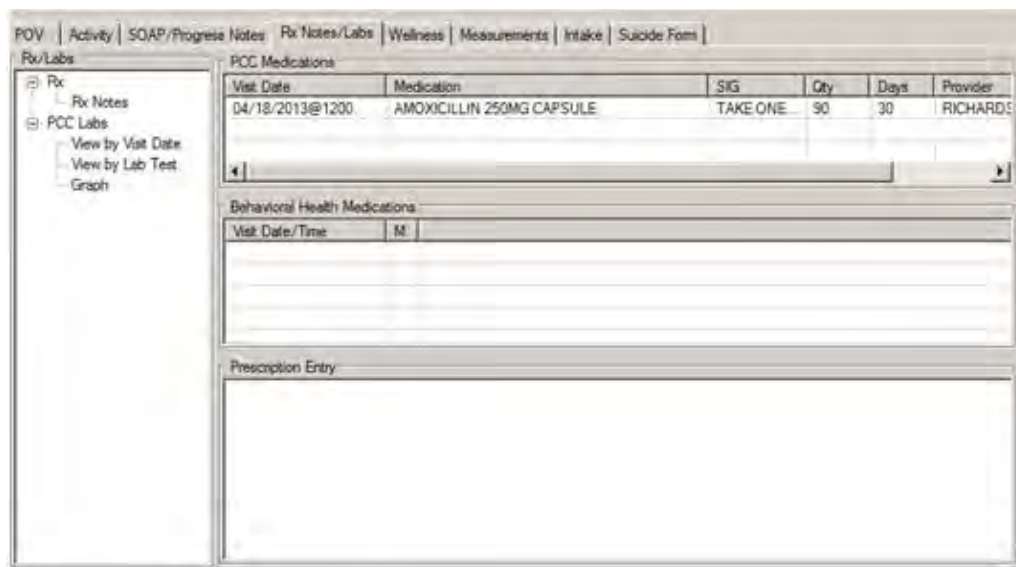 POV Activity SOAP/Progress Notes Rx Notes/Labs Wellness Measurements Intake Suicide Form
Rx/Labs
Rx
Rx Notes
PCC Labs
View by Visit Date
View by Lab Test
Graph
PCC Medications
Visit Date Medication SIG Qty Days Provider
04/18/2013@1200 AMOXICILLIN 250MG CAPSULE TAKE ONE... 90 30 RICHARDS
Behavioral Health Medications
Visit Date/Time M
Prescription Entry